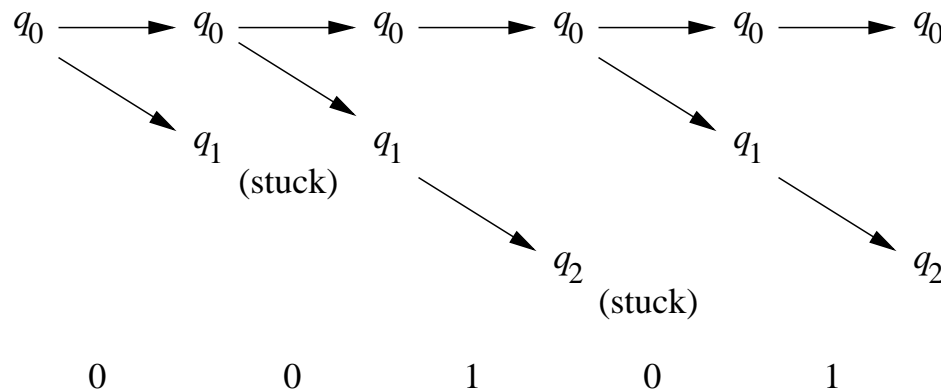 q0 q0 q0 q0 q0 q0
q1 q1 q1
(stuck)
q2 q2
(stuck)
0 0 1 0 1